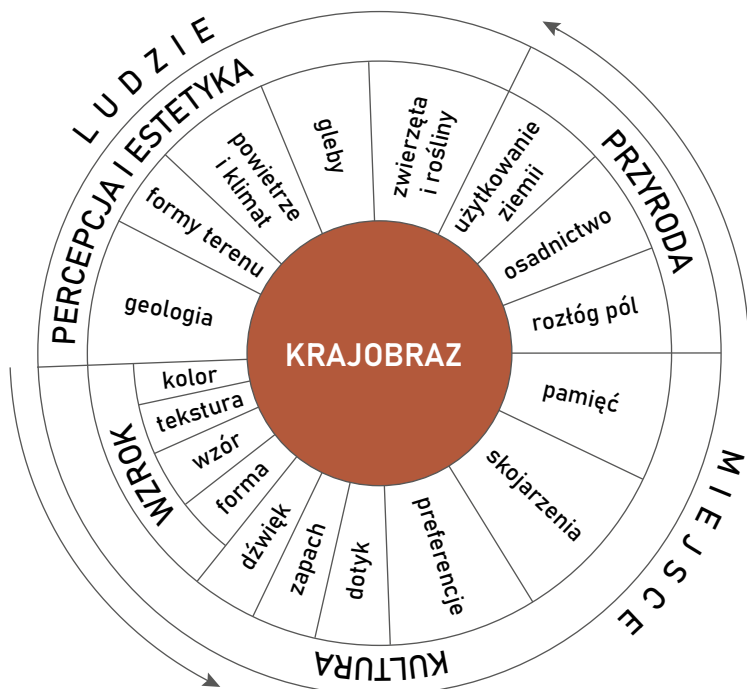 LUDZIE
PERCEPCJA I ESTETYKA
PRZYRODA
MIEJSCE
KULTURA
WZROK
KRAJOBRAZ
geologia
formy terenu
powietrze
i klimat
gleby
zwierzęta
i rośliny
użytkowanie
ziemii
osadnictwo
rozłóg pól
pamięć
skojarzenia
preferencje
dotyk
zapach
dźwięk
forma
wzór
tekstura
kolor